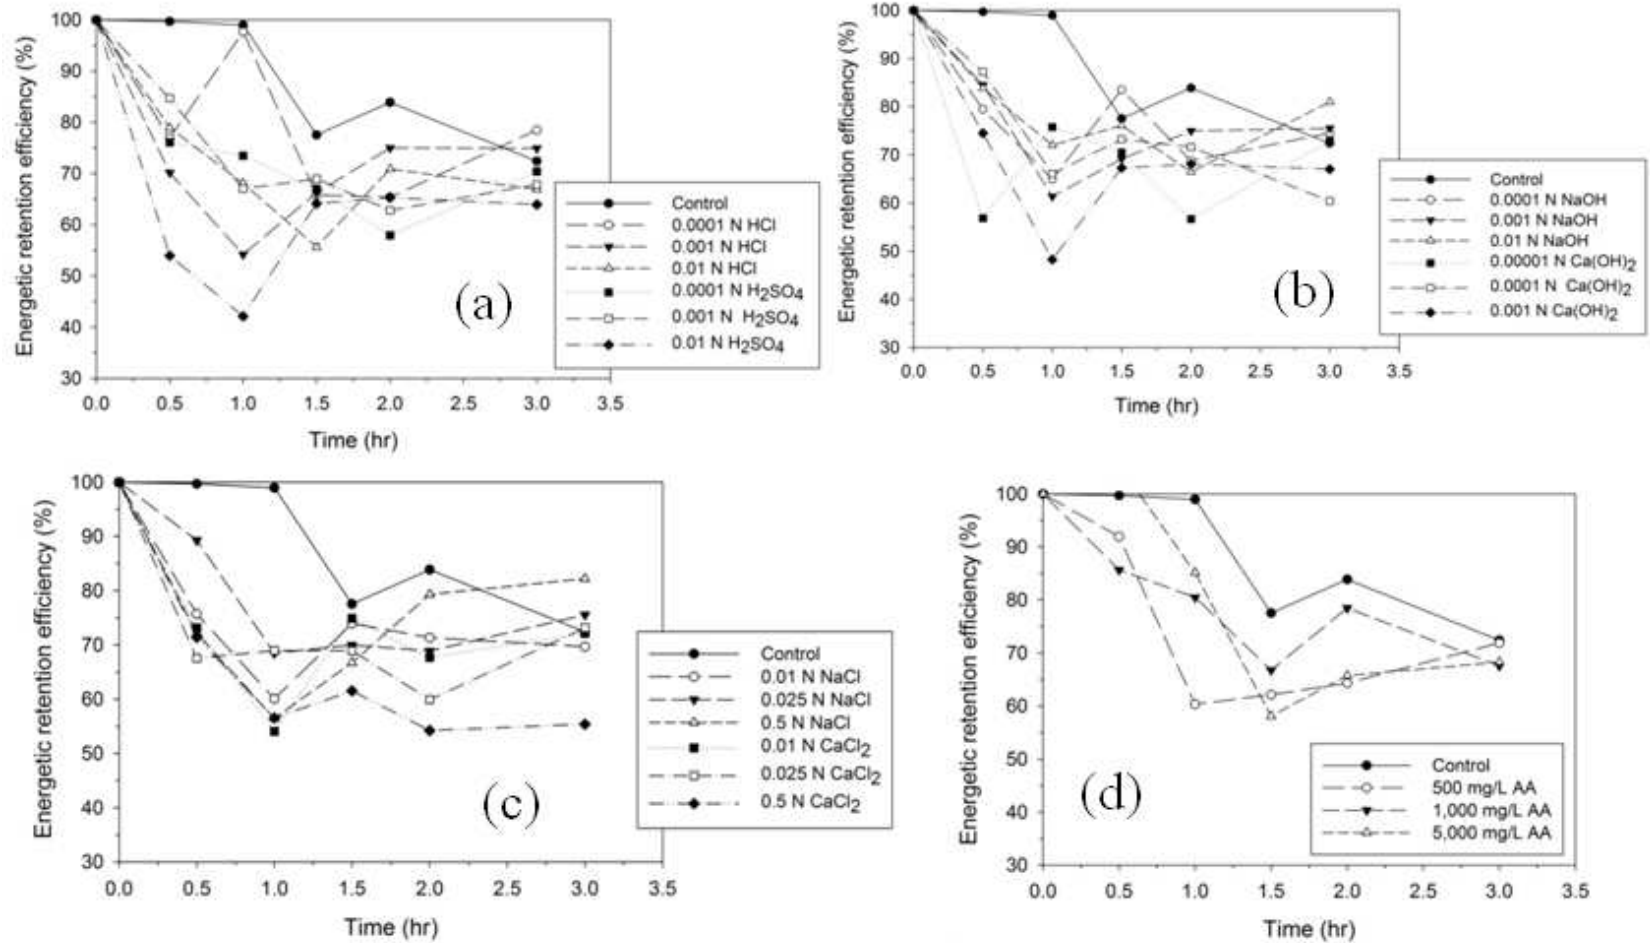 Energetic retention efficiency (%)
100
90
80
70
60
50
40
30
0.0 0.5 1.0 1.5 2.0 2.5 3.0 3.5
Time (hr)
(a)
Control
0.0001 N HCl
0.001 N HCl
0.01 N HCl
0.0001 N H2SO4
0.001 N H2SO4
0.01 N H2SO4
Energetic retention efficiency (%)
100
90
80
70
60
50
40
30
0.0 0.5 1.0 1.5 2.0 2.5 3.0 3.5
Time (hr)
(b)
Control
0.0001 N NaOH
0.001 N NaOH
0.01 N NaOH
0.00001 N Ca(OH)2
0.0001 N Ca(OH)2
0.001 N Ca(OH)2
Energetic retention efficiency (%)
100
90
80
70
60
50
40
30
0.0 0.5 1.0 1.5 2.0 2.5 3.0 3.5
Time (hr)
(c)
Control
0.01 N NaCl
0.025 N NaCl
0.5 N NaCl
0.01 N CaCl2
0.025 N CaCl2
0.5 N CaCl2
Energetic retention efficiency (%)
100
90
80
70
60
50
40
30
0.0 0.5 1.0 1.5 2.0 2.5 3.0 3.5
Time (hr)
(d)
Control
500 mg/L AA
1,000 mg/L AA
5,000 mg/L AA